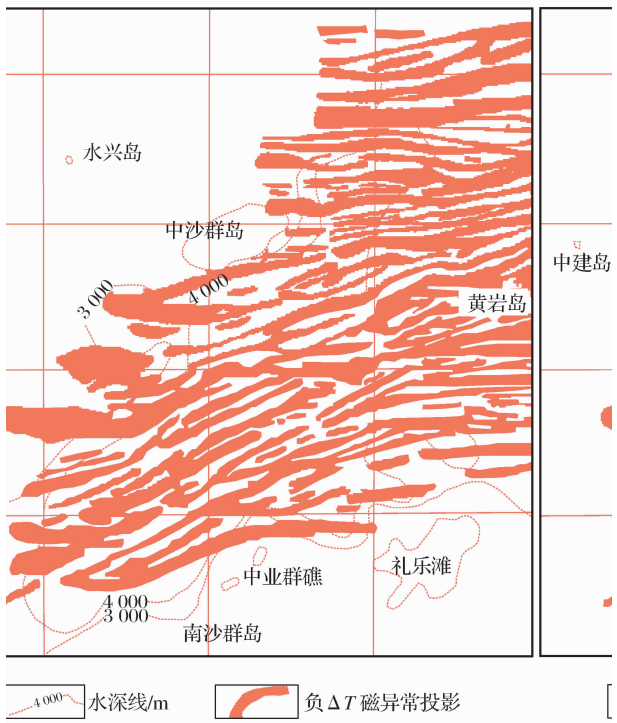 水兴岛
中沙群岛
中建岛
3 000
4 000
黄岩岛
礼乐滩
中业群礁
4 000
3 000
南沙群岛
4 000 水深线/m
负ΔT磁异常投影